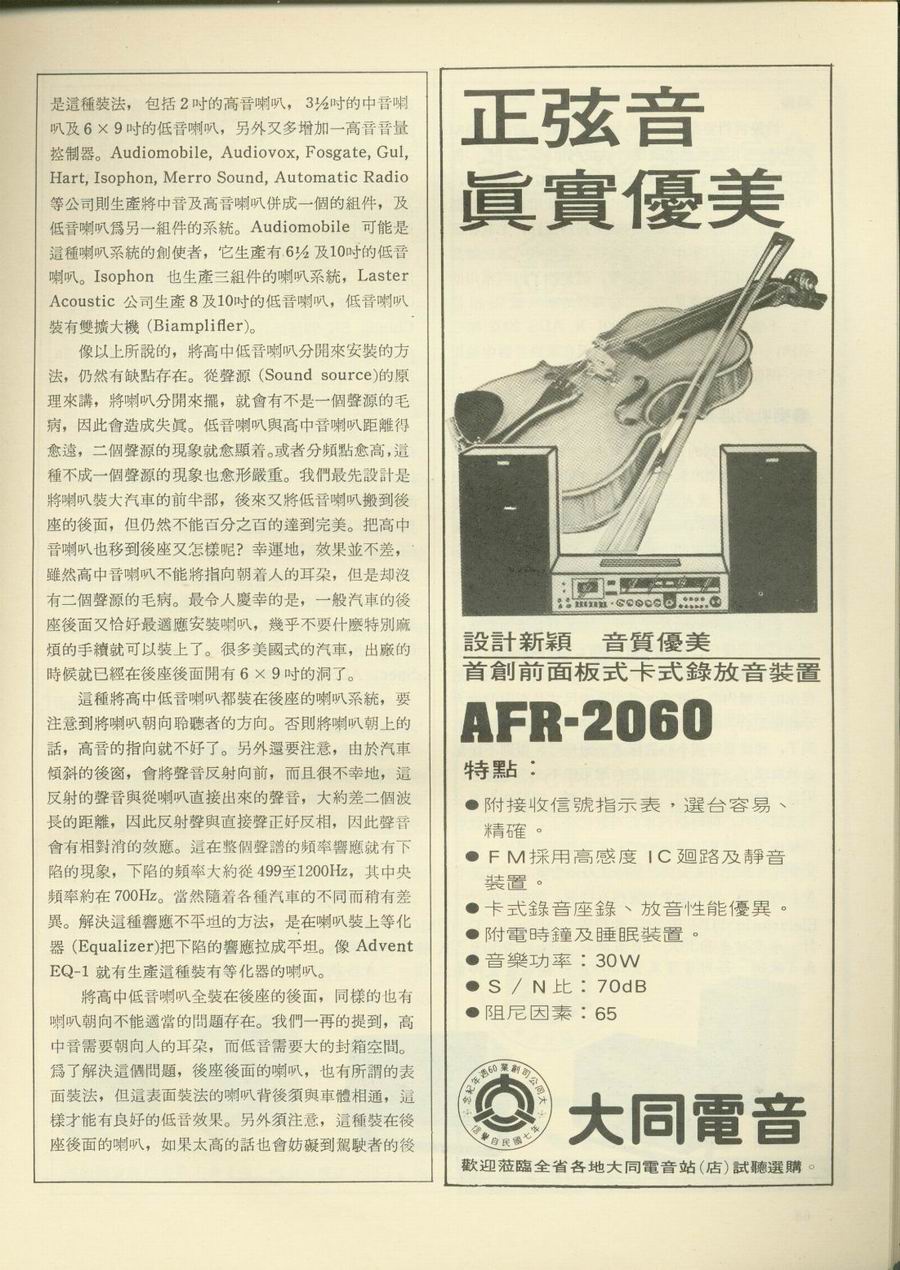 是這種裝法，包括2吋的高音喇叭，3½吋的中音喇
叭及6×9吋的低音喇叭，另外又多增加一高音音量
控制器。Audiomobile, Audiovox, Fosgate, Gul,
Hart, Isophon, Merro Sound, Automatic Radio
等公司則生產將中音及高音喇叭併成一個的組件，及
低音喇叭爲另一組件的系統。Audiomobile 可能是
這種喇叭系統的創使者，它生產有6½及10吋的低音
喇叭。Isophon 也生產三組件的喇叭系統，Laster
Acoustic 公司生產8及10吋的低音喇叭，低音喇叭
裝有雙擴大機 (Biamplifler)。
像以上所說的，將高中低音喇叭分開來安裝的方
法，仍然有缺點存在。從聲源 (Sound source)的原
理來講，將喇叭分開來擺，就會有不是一個聲源的毛
病，因此會造成失眞。低音喇叭與高中音喇叭距離得
愈遠，二個聲源的現象就愈顯着。或者分頻點愈高，這
種不成一個聲源的現象也愈形嚴重。我們最先設計是
將喇叭裝大汽車的前半部，後來又將低音喇叭搬到後
座的後面，但仍然不能百分之百的達到完美。把高中
音喇叭也移到後座又怎樣呢？幸運地，效果並不差，
雖然高中音喇叭不能將指向朝着人的耳朶，但是却沒
有二個聲源的毛病。最令人慶幸的是，一般汽車的後
座後面又恰好最適應安裝喇叭，幾乎不要什麼特別麻
煩的手續就可以裝上了。很多美國式的汽車，出廠的
時候就已經在後座後面開有6×9吋的洞了。
這種將高中低音喇叭都裝在後座的喇叭系統，要
注意到將喇叭朝向聆聽者的方向。否則將喇叭朝上的
話，高音的指向就不好了。另外還要注意，由於汽車
傾斜的後窗，會將聲音反射向前，而且很不幸地，這
反射的聲音與從喇叭直接出來的聲音，大約差二個波
長的距離，因此反射聲與直接聲正好反相，因此聲音
會有相對消的效應。這在整個聲譜的頻率響應就有下
陷的現象，下陷的頻率大約從499至1200Hz，其中央
頻率約在700Hz。當然隨着各種汽車的不同而稍有差
異。解決這種響應不平坦的方法，是在喇叭裝上等化
器 (Equalizer)把下陷的響應拉成平坦。像 Advent
EQ-1 就有生產這種裝有等化器的喇叭。
將高中低音喇叭全裝在後座的後面，同樣的也有
喇叭朝向不能適當的問題存在。我們一再的提到，高
中音需要朝向人的耳朶，而低音需要大的封箱空間。
爲了解決這個問題，後座後面的喇叭，也有所謂的表
面裝法，但這表面裝法的喇叭背後須與車體相通，這
樣才能有良好的低音效果。另外須注意，這種裝在後
座後面的喇叭，如果太高的話也會妨礙到駕駛者的後
正弦音
眞實優美
設計新穎　音質優美
首創前面板式卡式錄放音裝置
AFR-2060
特點：
●附接收信號指示表，選台容易、
精確。
●FM採用高感度IC廻路及靜音
裝置。
●卡式錄音座錄、放音性能優異。
●附電時鐘及睡眠裝置。
●音樂功率：30W
●S／N比：70dB
●阻尼因素：65
大同公司創業60週年紀念
民國七年自譽信
大同電音
歡迎蒞臨全省各地大同電音站(店)試聽選購。